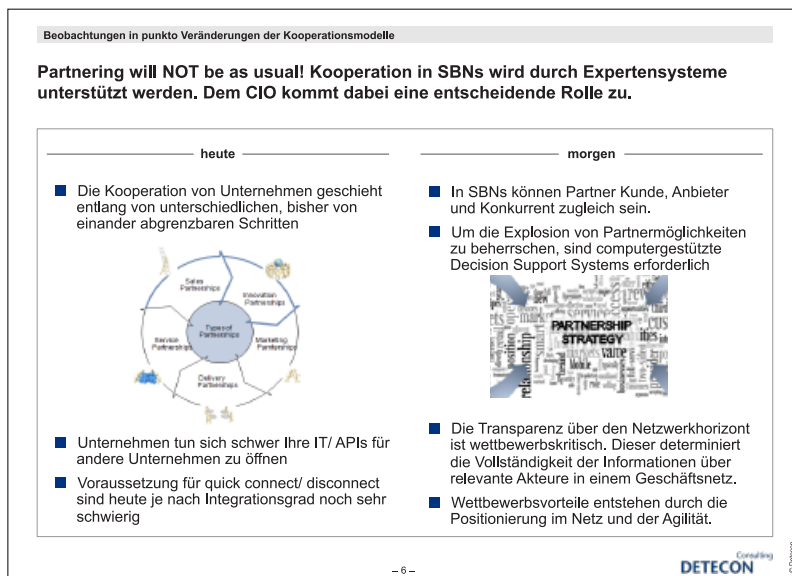 Beobachtungen in punkto Veränderungen der Kooperationsmodelle
Partnering will NOT be as usual! Kooperation in SBNs wird durch Expertensysteme
unterstützt werden. Dem CIO kommt dabei eine entscheidende Rolle zu.
heute
Die Kooperation von Unternehmen geschieht
entlang von unterschiedlichen, bisher von
einander abgrenzbaren Schritten
Sales
Partnerships
Innovation
Partnerships
Types of
Partnerships
Service
Partnerships
Marketing
Partnerships
Delivery
Partnerships
Unternehmen tun sich schwer Ihre IT/ APIs für
andere Unternehmen zu öffnen
Voraussetzung für quick connect/ disconnect
sind heute je nach Integrationsgrad noch sehr
schwierig
morgen
In SBNs können Partner Kunde, Anbieter
und Konkurrent zugleich sein.
Um die Explosion von Partnermöglichkeiten
zu beherrschen, sind computergestützte
Decision Support Systems erforderlich
PARTNERSHIP
STRATEGY
value
relationship
position
Mobile
Die Transparenz über den Netzwerkhorizont
ist wettbewerbskritisch. Dieser determiniert
die Vollständigkeit der Informationen über
relevante Akteure in einem Geschäftsnetz.
Wettbewerbsvorteile entstehen durch die
Positionierung im Netz und der Agilität.
– 6 –
Consulting
DETECON
© Detecon